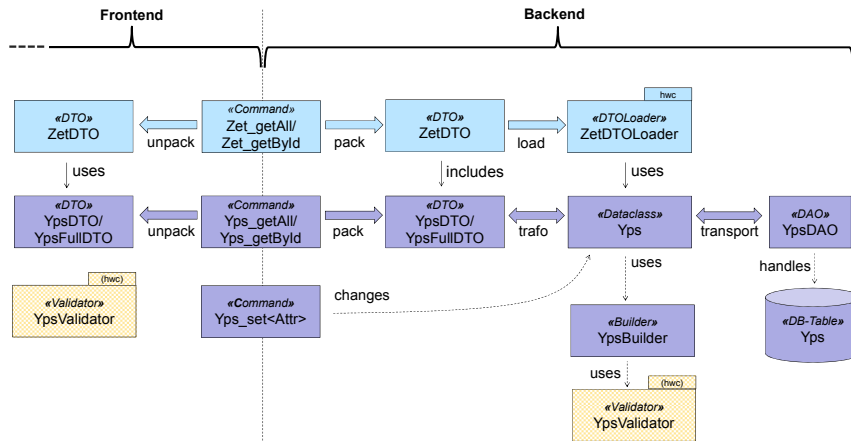 Frontend
Backend
hwc
«DTO»
ZetDTO
unpack
«Command»
Zet_getAll/
Zet_getById
pack
«DTO»
ZetDTO
load
«DTOLoader»
ZetDTOLoader
uses
includes
uses
«DTO»
YpsDTO/
YpsFullDTO
unpack
«Command»
Yps_getAll/
Yps_getById
pack
«DTO»
YpsDTO/
YpsFullDTO
trafo
«Dataclass»
Yps
transport
«DAO»
YpsDAO
uses
handles
(hwc)
«Validator»
YpsValidator
«Command»
Yps_set<Attr>
changes
«Builder»
YpsBuilder
«DB-Table»
Yps
uses
(hwc)
«Validator»
YpsValidator